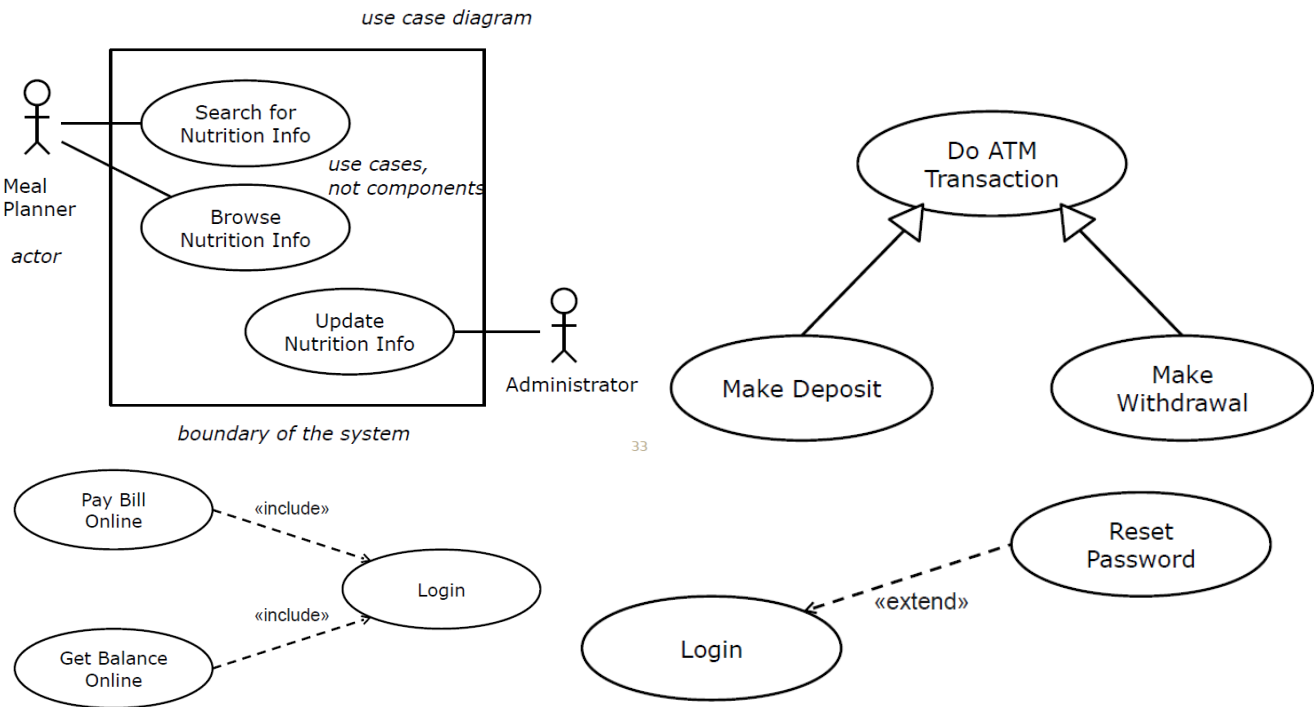 use case diagram
Search for
Nutrition Info
use cases,
not components
Meal
Planner
Browse
Nutrition Info
actor
Update
Nutrition Info
Administrator
boundary of the system
Do ATM
Transaction
Make Deposit
Make
Withdrawal
33
Pay Bill
Online
«include»
Login
«include»
Get Balance
Online
Reset
Password
«extend»
Login